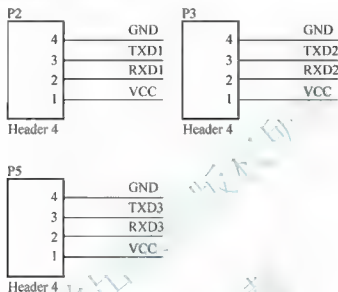 P2
4 GND
3 TXD1
2 RXD1
1 VCC
Header 4
P3
4 GND
3 TXD2
2 RXD2
1 VCC
Header 4
P5
4 GND
3 TXD3
2 RXD3
1 VCC
Header 4